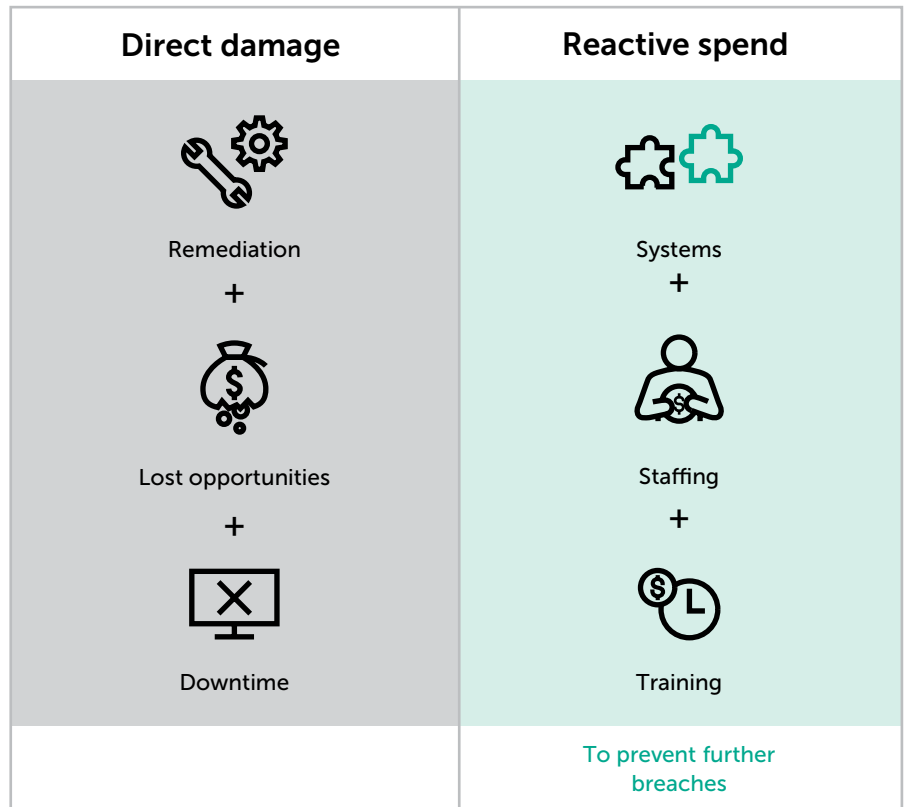 Direct damage
Remediation
+
Lost opportunities
+
Downtime
Reactive spend
Systems
+
Staffing
+
Training
To prevent further
breaches
$
$
$